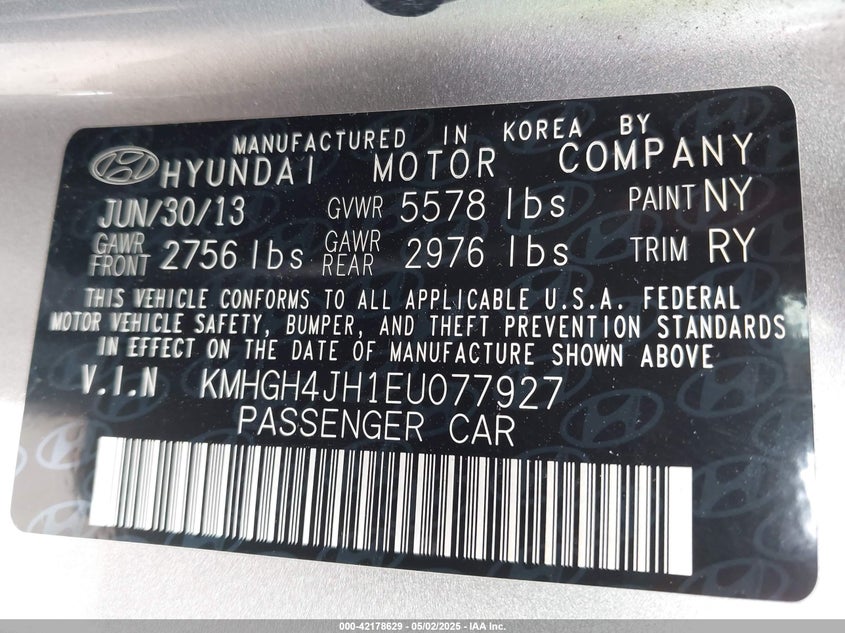 MANUFACTURED IN KOREA BY
HYUNDAI MOTOR COMPANY
JUN/30/13 GVWR 5578 lbs PAINT NY
GAWR FRONT 2756 lbs GAWR REAR 2976 lbs TRIM RY
THIS VEHICLE CONFORMS TO ALL APPLICABLE U.S.A. FEDERAL
MOTOR VEHICLE SAFETY, BUMPER, AND THEFT PREVENTION STANDARDS
IN EFFECT ON THE DATE OF MANUFACTURE SHOWN ABOVE
V.I.N KMHGH4JH1EU077927
PASSENGER CAR
000-42178629 - 05/02/2025 - IAA Inc.